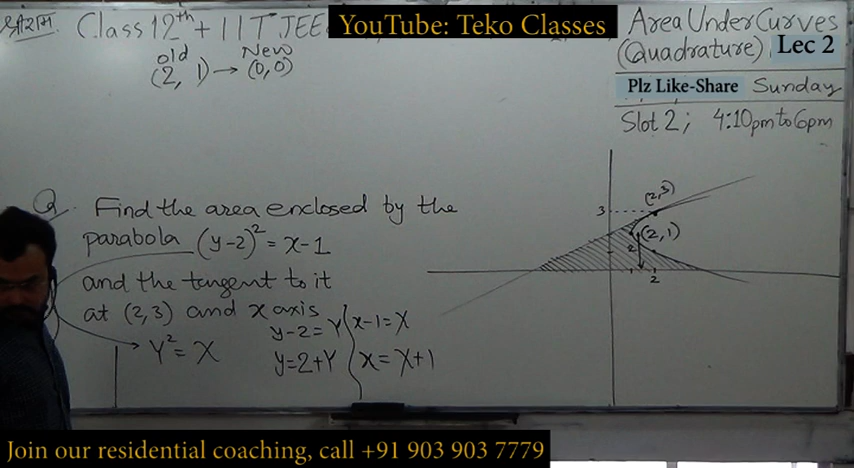 श्रीराम Class 12th + IIT JEE
YouTube: Teko Classes
Area Under Curves
(Quadrature) Lec 2
Plz Like-Share Sunday
Slot 2; 4:10pm to 6pm
Old New
(2, 1) → (0,0)
Q. Find the area enclosed by the
parabola (y-2)² = x-1
and the tangent to it
at (2,3) and x axis
y-2=Y x-1=X
Y² = X y=2+Y x=X+1
(2,3)
3
(2,1)
2
Join our residential coaching, call +91 903 903 7779